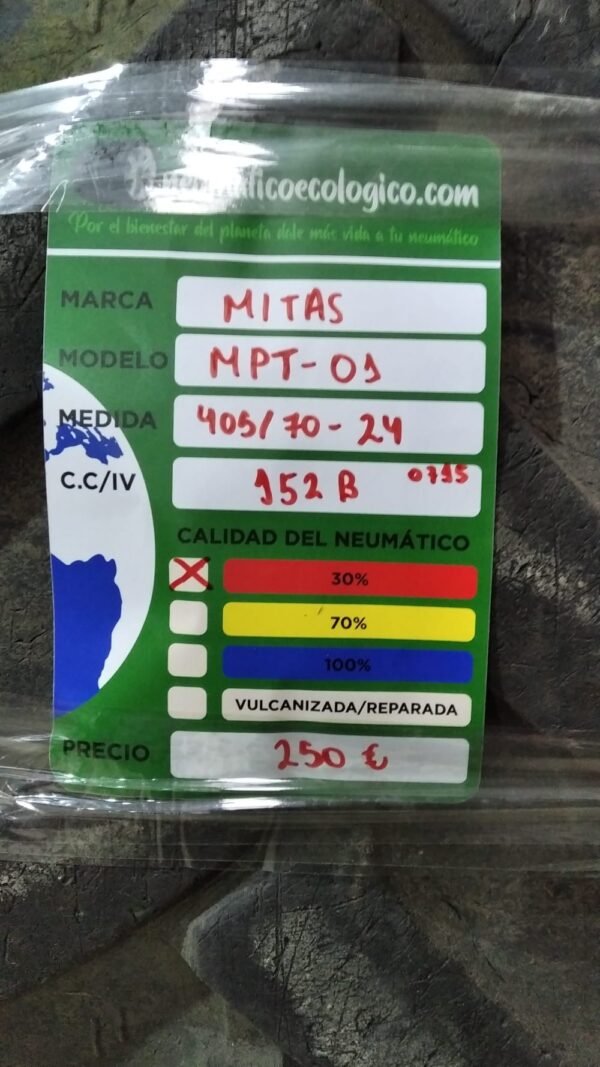 neumaticoecologico.com
Por el bienestar del planeta dale más vida a tu neumático
MARCA MITAS
MODELO MPT-01
MEDIDA 405/70-24
C.C/IV 152 B 0715
CALIDAD DEL NEUMÁTICO
X 30%
70%
100%
VULCANIZADA/REPARADA
PRECIO 250 €